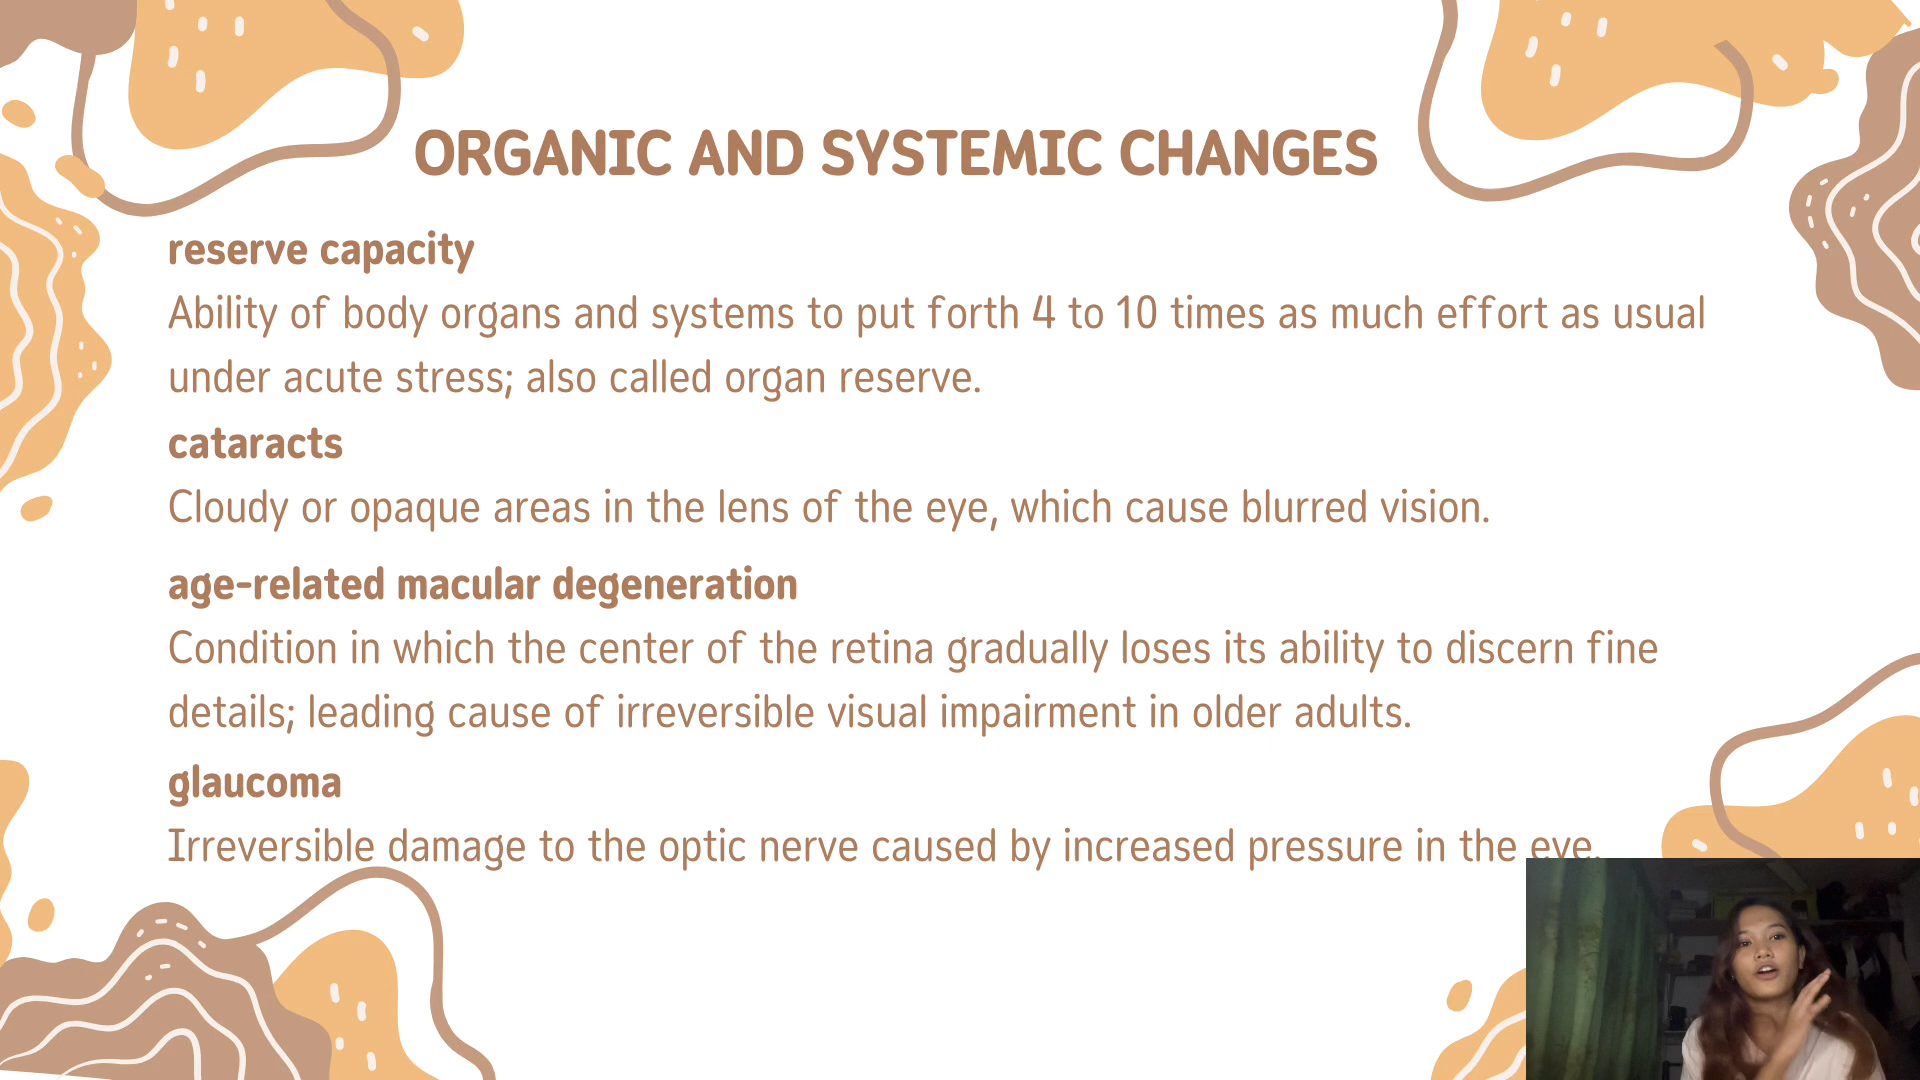 ORGANIC AND SYSTEMIC CHANGES
reserve capacity
Ability of body organs and systems to put forth 4 to 10 times as much effort as usual
under acute stress; also called organ reserve.
cataracts
Cloudy or opaque areas in the lens of the eye, which cause blurred vision.
age-related macular degeneration
Condition in which the center of the retina gradually loses its ability to discern fine
details; leading cause of irreversible visual impairment in older adults.
glaucoma
Irreversible damage to the optic nerve caused by increased pressure in the eye.